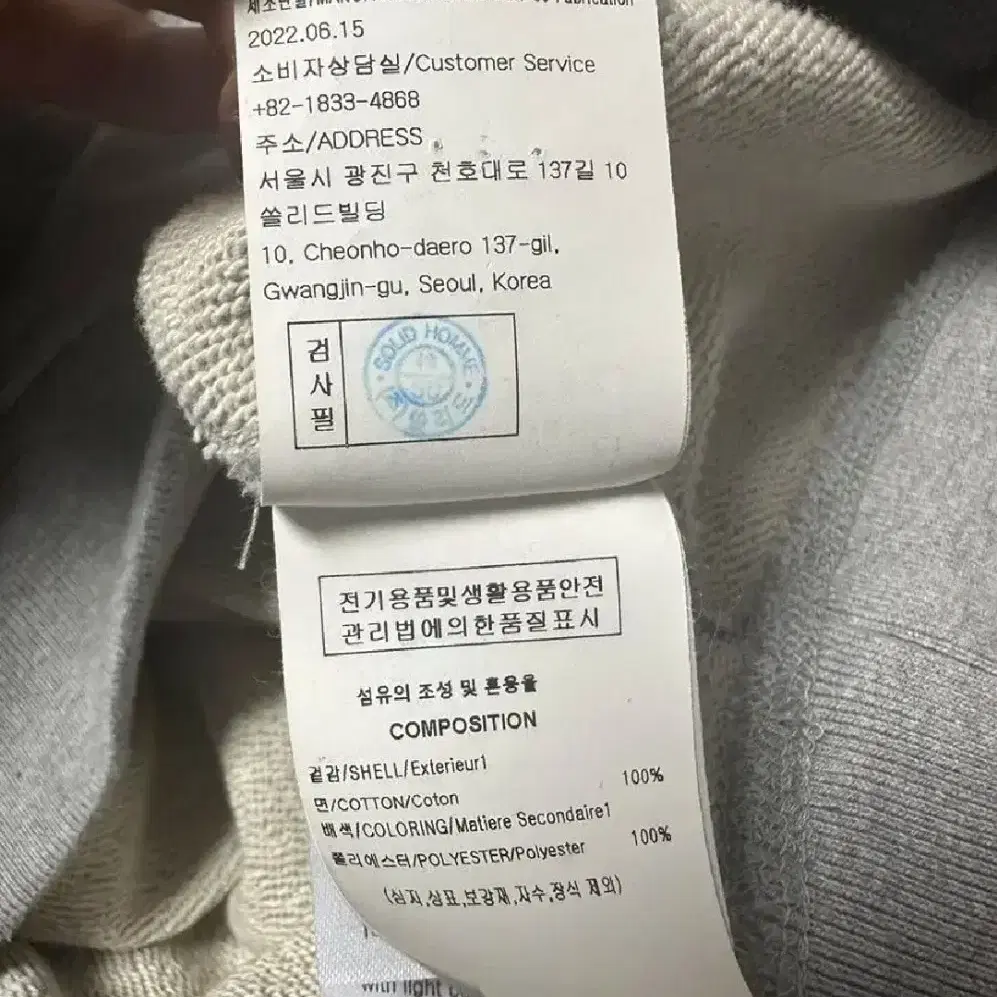 2022.06.15
소비자상담실/Customer Service
+82-1833-4868
주소/ADDRESS
서울시 광진구 천호대로 137길 10
쏠리드빌딩
10, Cheonho-daero 137-gil,
Gwangjin-gu, Seoul, Korea
검사필
SOLID HOMME
전기용품및생활용품안전
관리법에의한품질표시
섬유의 조성 및 혼용율
COMPOSITION
겉감/SHELL/Exterieur1
면/COTTON/Coton 100%
배색/COLORING/Matiere Secondaire1
폴리에스터/POLYESTER/Polyester 100%
(심지,상표,보강재,자수,장식 제외)
with light